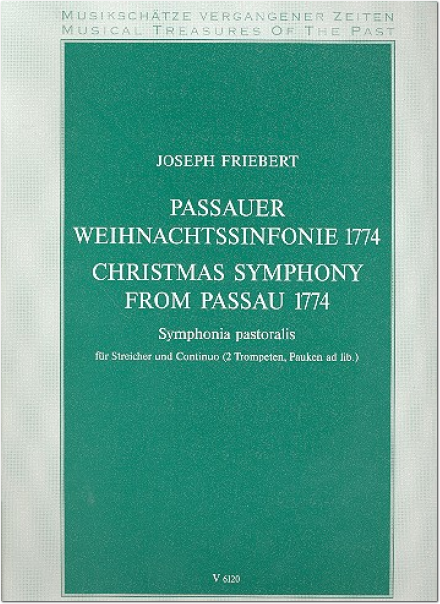 MUSIKSCHÄTZE VERGANGENER ZEITEN
MUSICAL TREASURES OF THE PAST
JOSEPH FRIEBERT
PASSAUER
WEIHNACHTSSINFONIE 1774
CHRISTMAS SYMPHONY
FROM PASSAU 1774
Symphonia pastoralis
für Streicher und Continuo (2 Trompeten, Pauken ad lib.)
V 6120